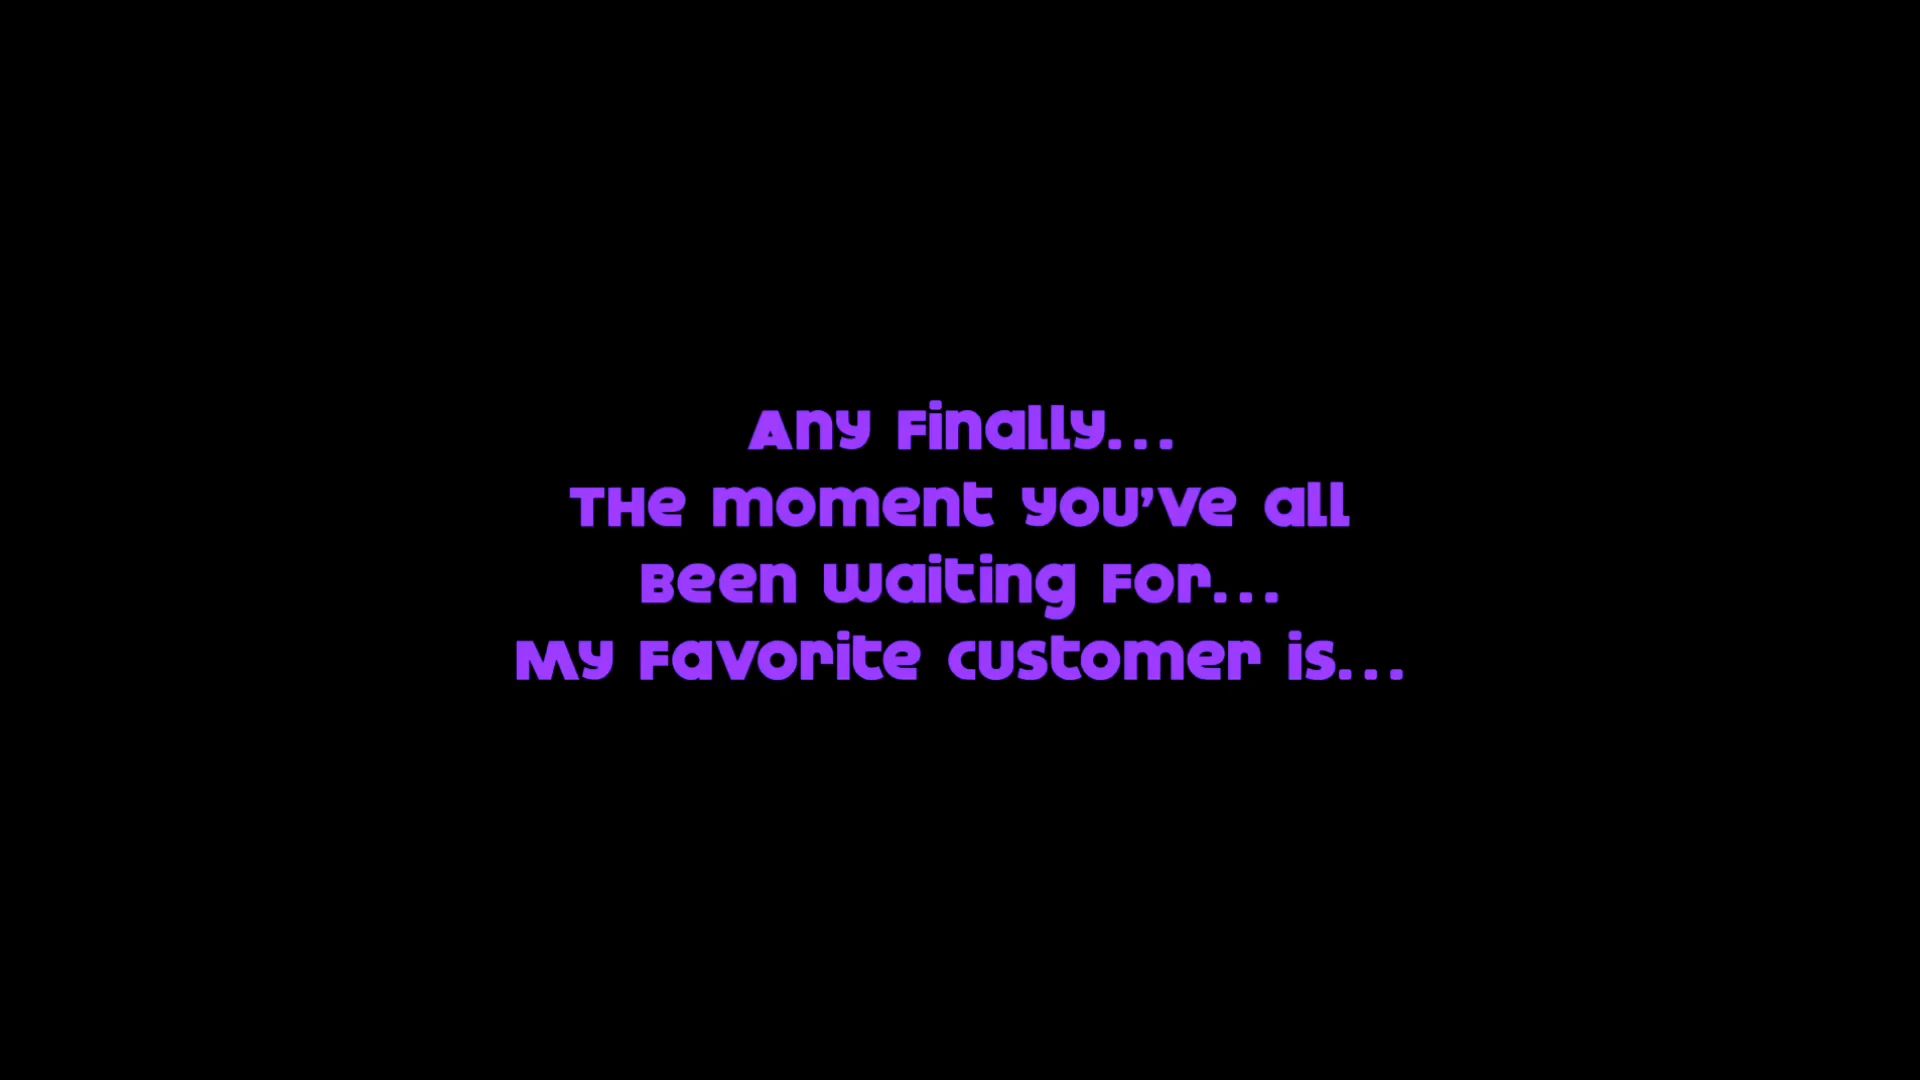 Any Finally...
The moment you've all
Been waiting for...
My Favorite customer is...